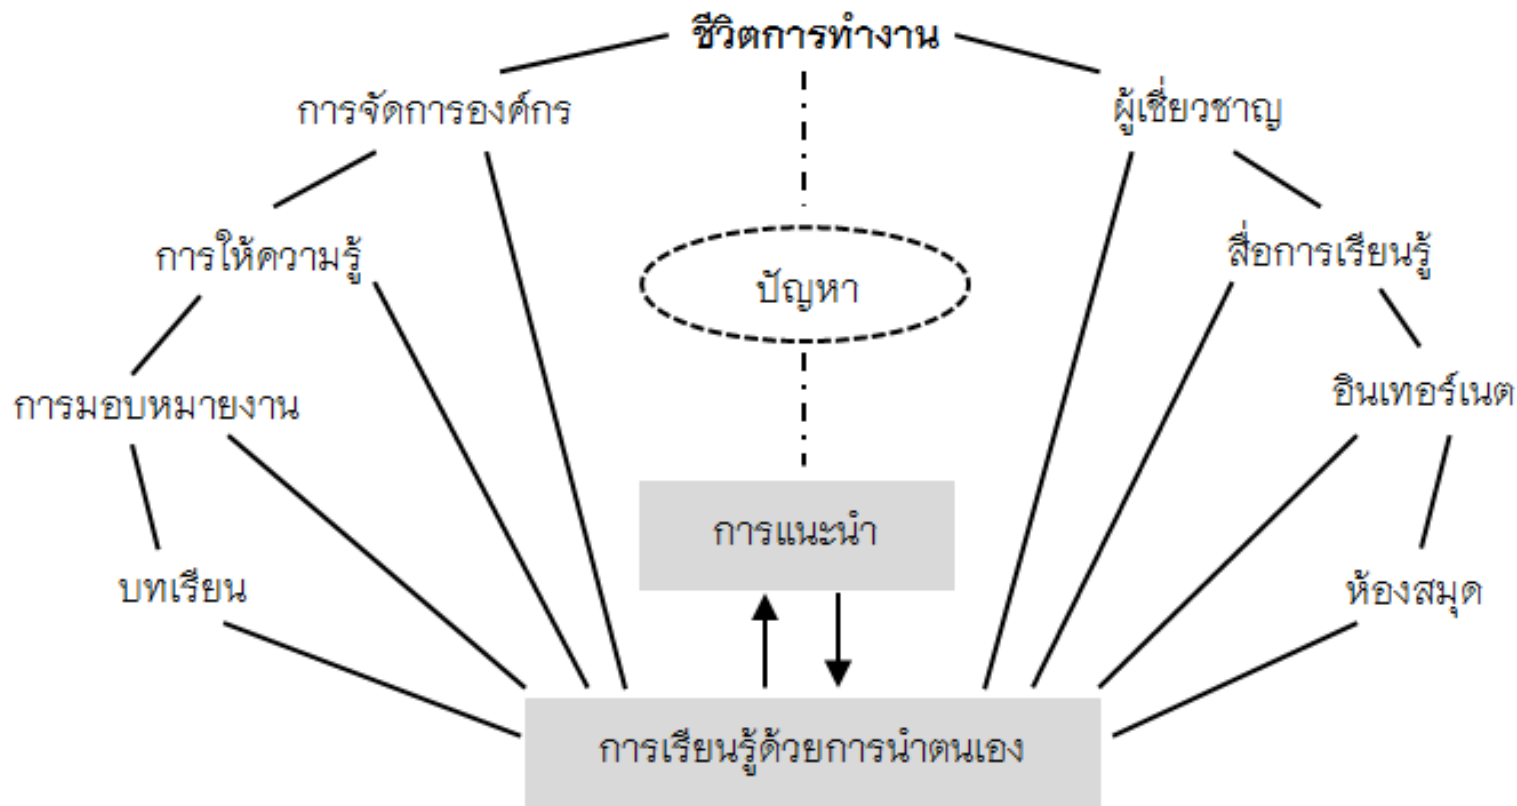 ชีวิตการทำงาน
การจัดการองค์กร
ผู้เชี่ยวชาญ
การให้ความรู้
สื่อการเรียนรู้
ปัญหา
การมอบหมายงาน
อินเทอร์เนต
การแนะนำ
บทเรียน
ห้องสมุด
การเรียนรู้ด้วยการนำตนเอง